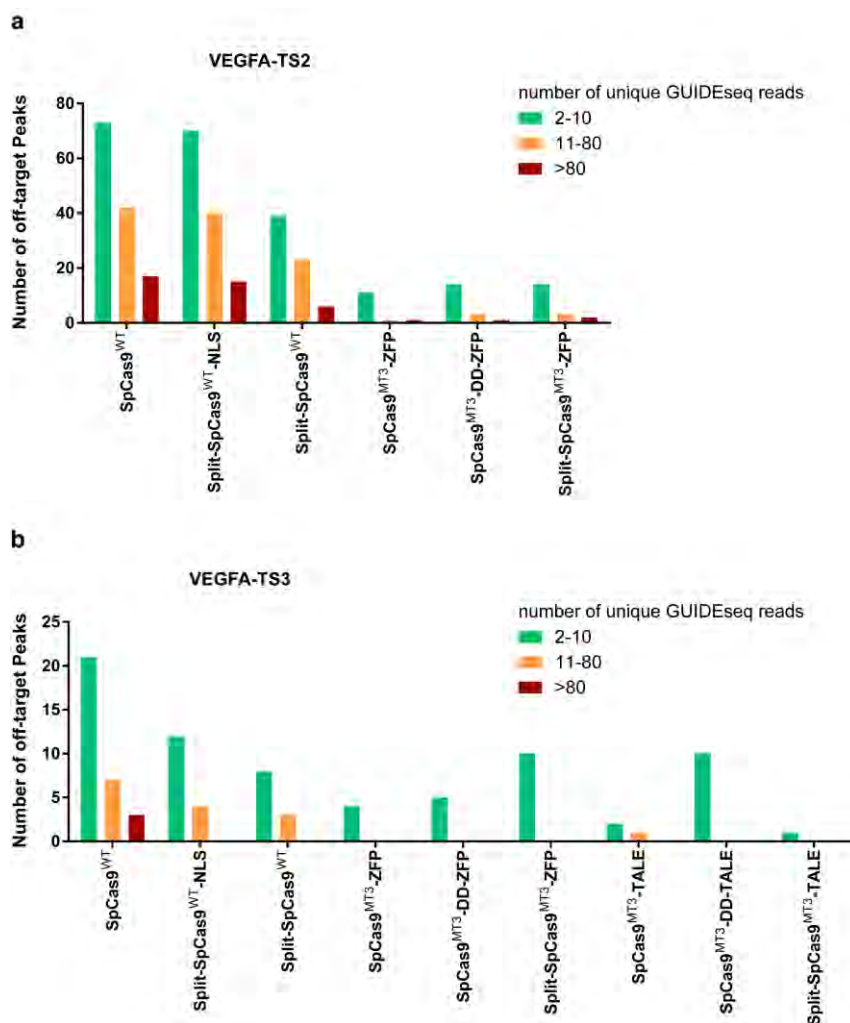 a
VEGFA-TS2
number of unique GUIDEseq reads
2-10
11-80
>80
Number of off-target Peaks
80
60
40
20
0
SpCas9WT
Split-SpCas9WT-NLS
Split-SpCas9WT
SpCas9MT3-ZFP
SpCas9MT3-DD-ZFP
Split-SpCas9MT3-ZFP
b
VEGFA-TS3
number of unique GUIDEseq reads
2-10
11-80
>80
Number of off-target Peaks
25
20
15
10
5
0
SpCas9WT
Split-SpCas9WT-NLS
Split-SpCas9WT
SpCas9MT3-ZFP
SpCas9MT3-DD-ZFP
Split-SpCas9MT3-ZFP
SpCas9MT3-TALE
SpCas9MT3-DD-TALE
Split-SpCas9MT3-TALE